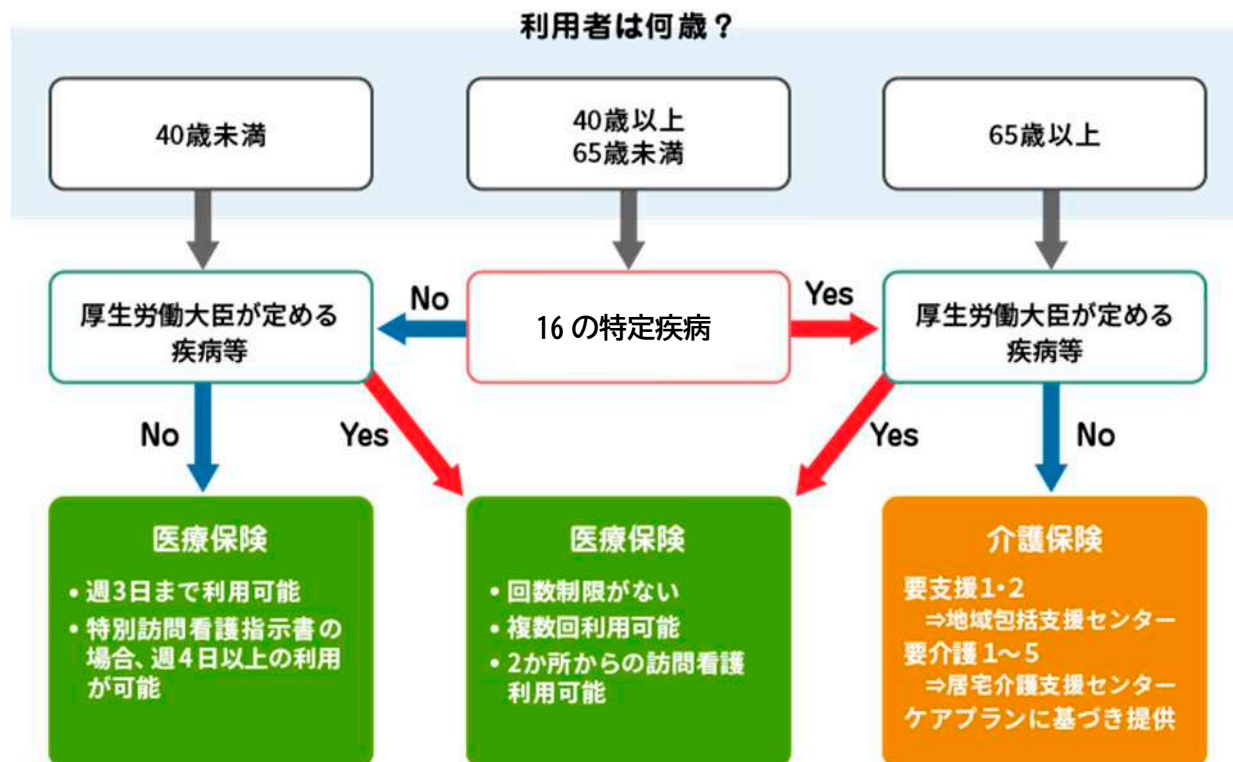 利用者は何歳？
40歳未満
40歳以上
65歳未満
65歳以上
厚生労働大臣が定める
疾病等
No
16の特定疾病
Yes
厚生労働大臣が定める
疾病等
No
Yes
Yes
No
医療保険
• 週3日まで利用可能
• 特別訪問看護指示書の
場合、週4日以上の利用
が可能
医療保険
• 回数制限がない
• 複数回利用可能
• 2か所からの訪問看護
利用可能
介護保険
要支援1・2
⇒地域包括支援センター
要介護1～5
⇒居宅介護支援センター
ケアプランに基づき提供